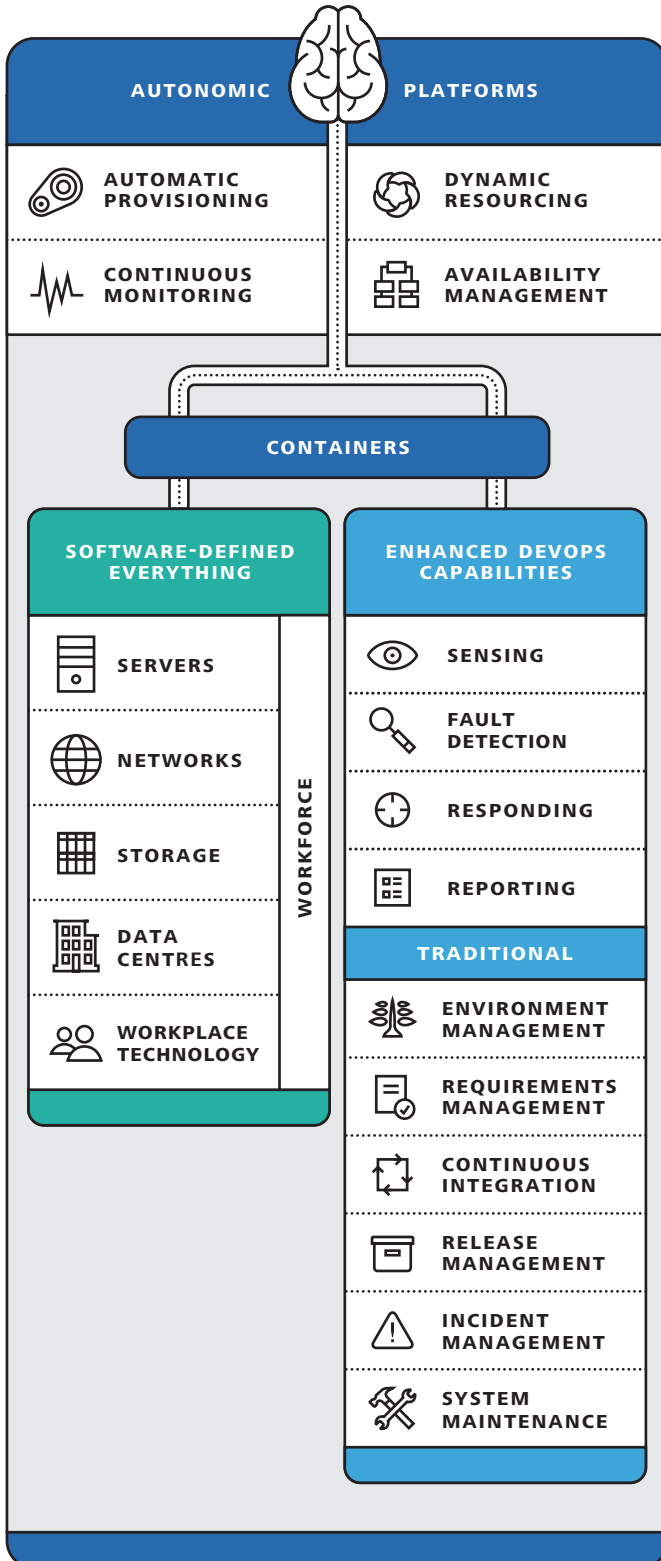 AUTONOMIC PLATFORMS
AUTOMATIC
PROVISIONING
DYNAMIC
RESOURCING
CONTINUOUS
MONITORING
AVAILABILITY
MANAGEMENT
CONTAINERS
SOFTWARE-DEFINED
EVERYTHING
SERVERS
NETWORKS
STORAGE
DATA
CENTRES
WORKPLACE
TECHNOLOGY
WORKFORCE
ENHANCED DEVOPS
CAPABILITIES
SENSING
FAULT
DETECTION
RESPONDING
REPORTING
TRADITIONAL
ENVIRONMENT
MANAGEMENT
REQUIREMENTS
MANAGEMENT
CONTINUOUS
INTEGRATION
RELEASE
MANAGEMENT
INCIDENT
MANAGEMENT
SYSTEM
MAINTENANCE